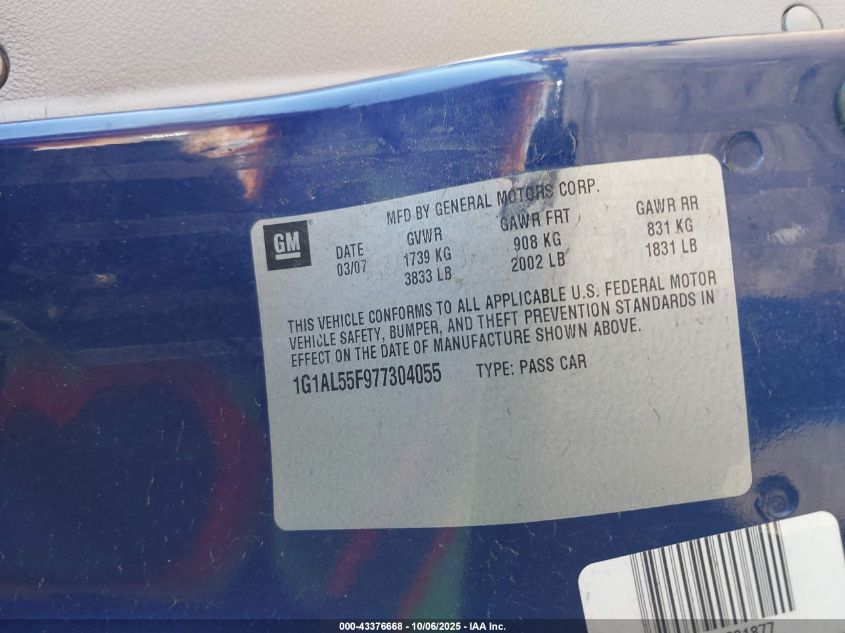 MFD BY GENERAL MOTORS CORP.
GM
DATE GVWR GAWR FRT GAWR RR
03/07 1739 KG 908 KG 831 KG
3833 LB 2002 LB 1831 LB
THIS VEHICLE CONFORMS TO ALL APPLICABLE U.S. FEDERAL MOTOR
VEHICLE SAFETY, BUMPER, AND THEFT PREVENTION STANDARDS IN
EFFECT ON THE DATE OF MANUFACTURE SHOWN ABOVE.
1G1AL55F977304055 TYPE: PASS CAR
000-43376668 - 10/06/2025 - IAA Inc.